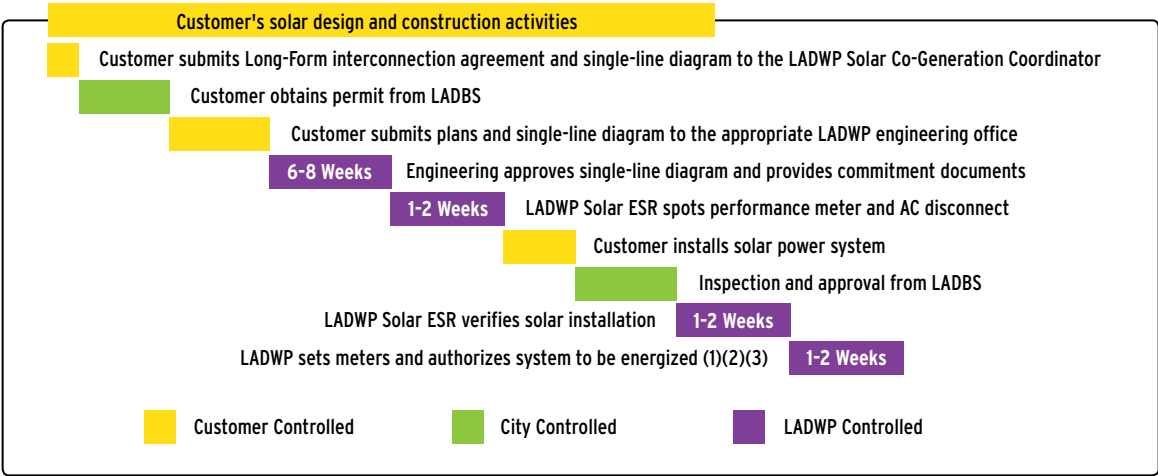 Customer's solar design and construction activities
Customer submits Long-Form interconnection agreement and single-line diagram to the LADWP Solar Co-Generation Coordinator
Customer obtains permit from LADBS
Customer submits plans and single-line diagram to the appropriate LADWP engineering office
6-8 Weeks Engineering approves single-line diagram and provides commitment documents
1-2 Weeks LADWP Solar ESR spots performance meter and AC disconnect
Customer installs solar power system
Inspection and approval from LADBS
LADWP Solar ESR verifies solar installation 1-2 Weeks
LADWP sets meters and authorizes system to be energized (1)(2)(3) 1-2 Weeks
Customer Controlled City Controlled LADWP Controlled